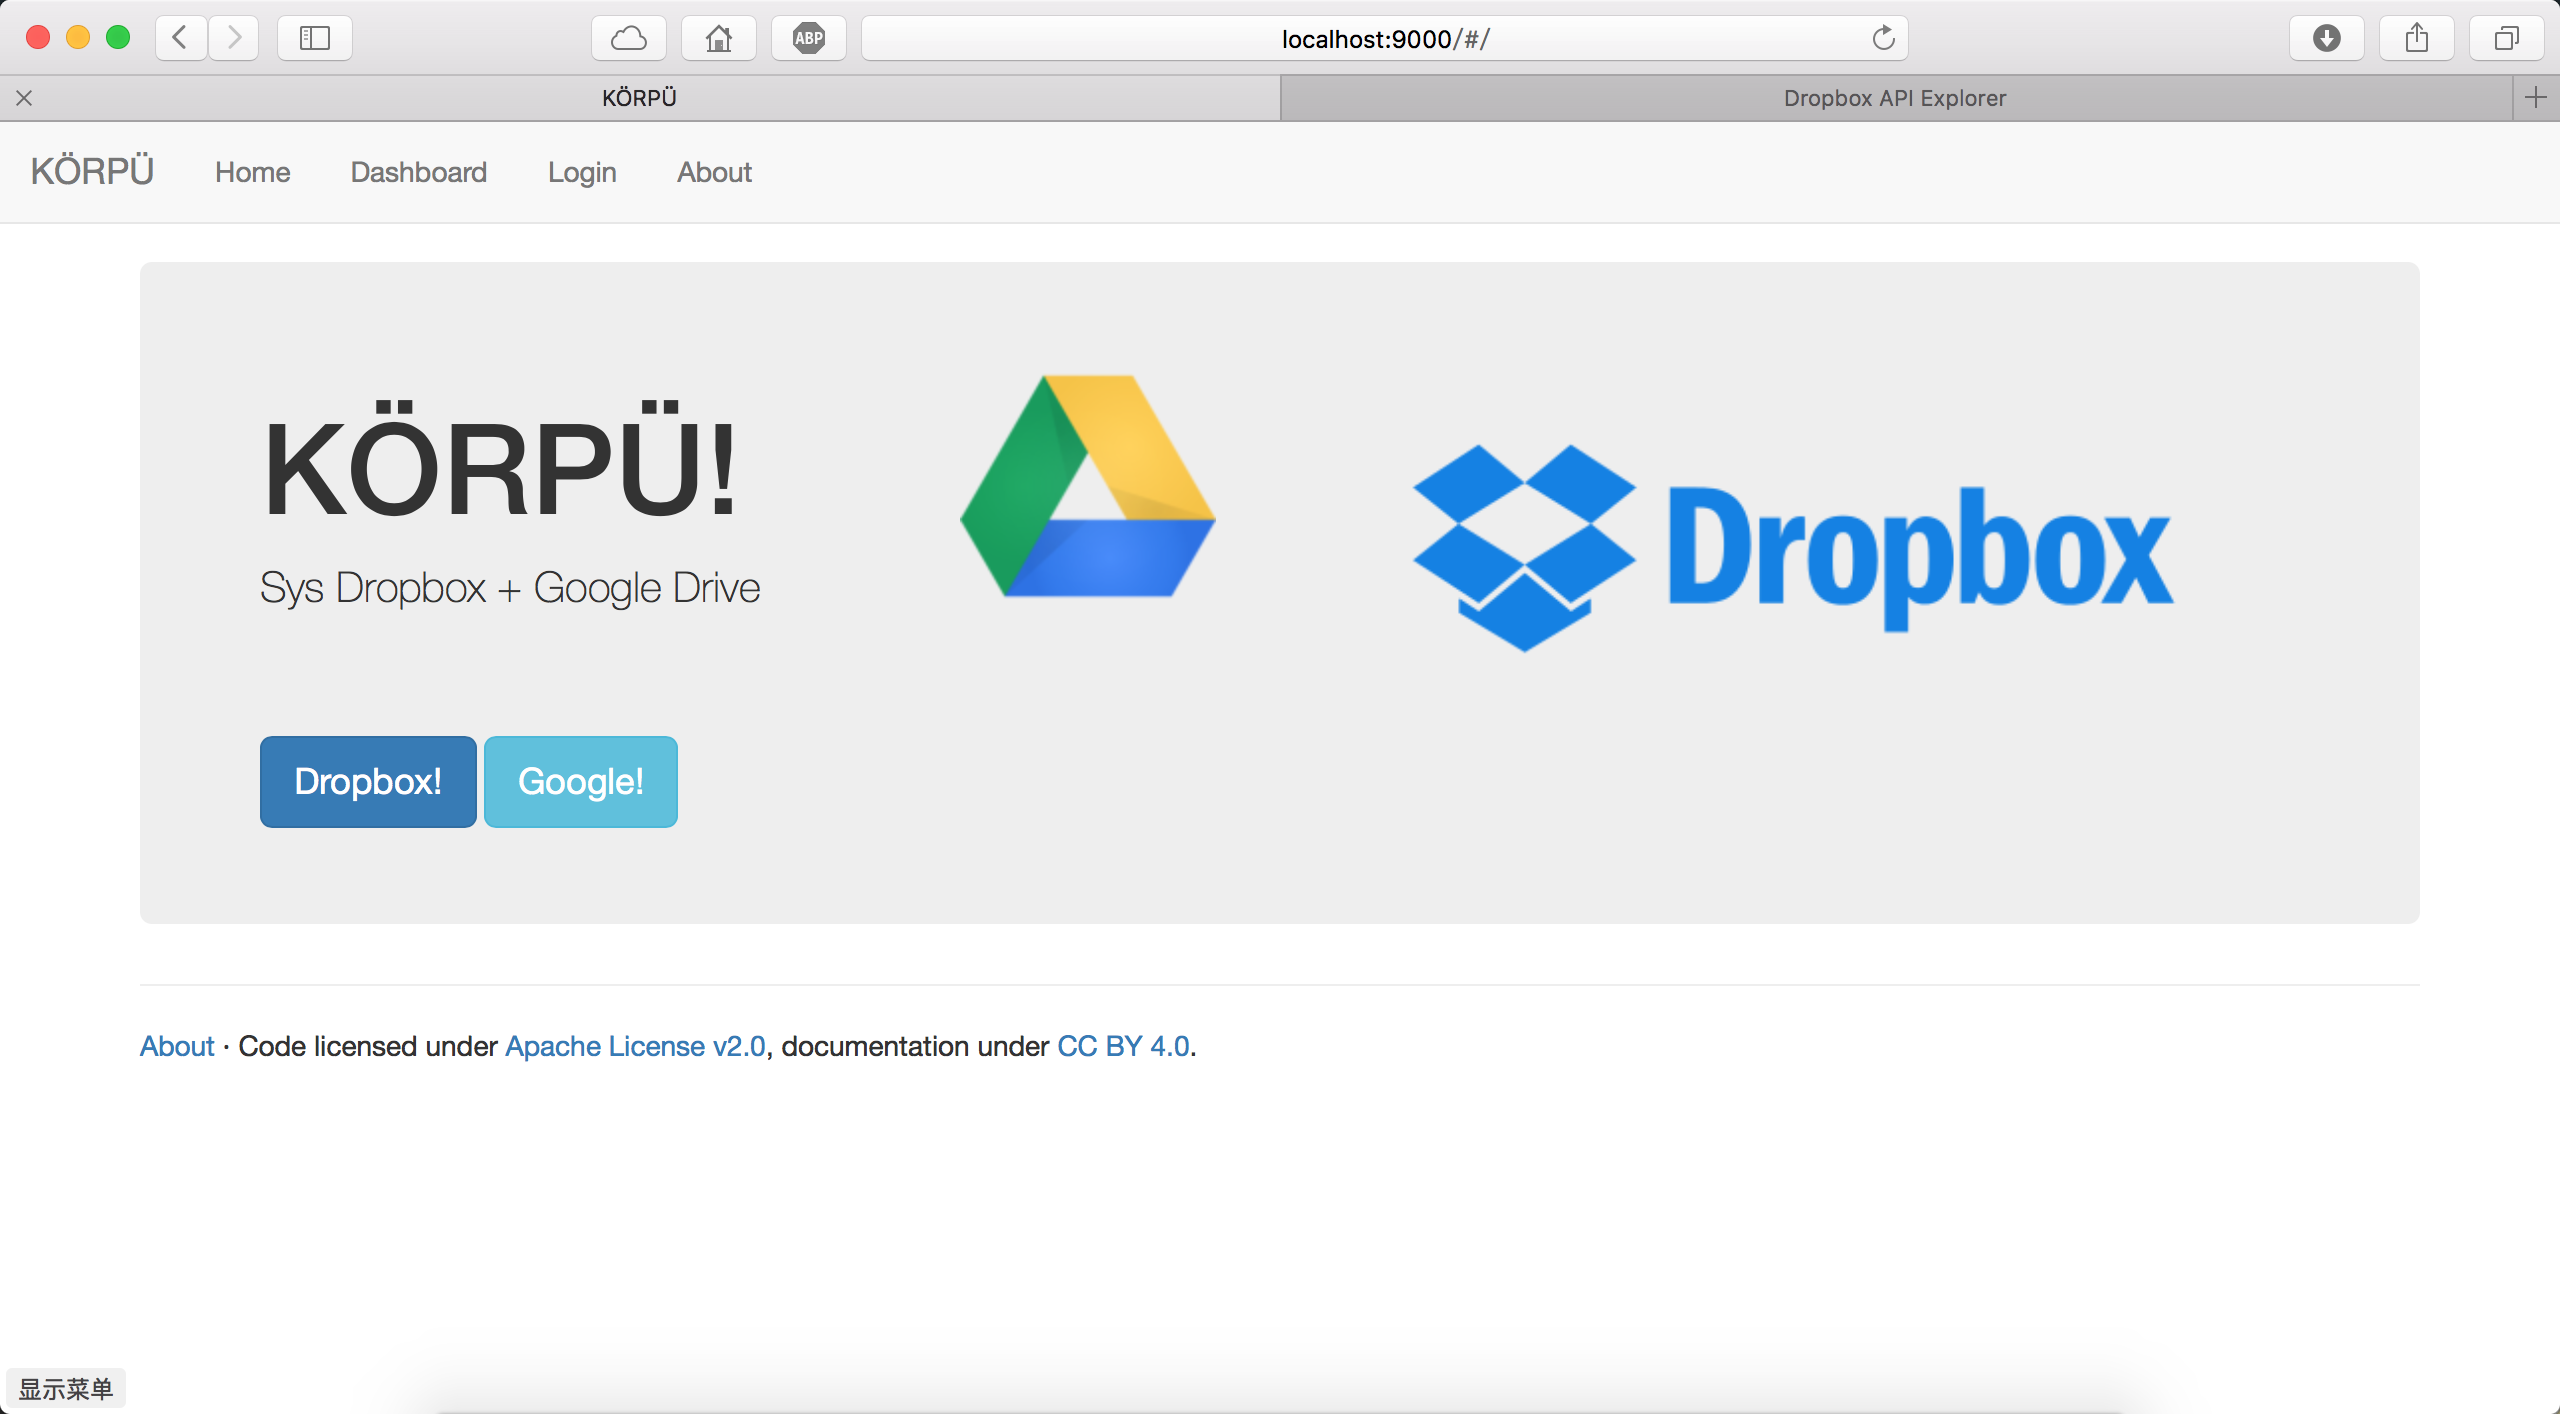 ABP
localhost:9000/#/
KÖRPÜ
Dropbox API Explorer
KÖRPÜ Home Dashboard Login About
KÖRPÜ!
Sys Dropbox + Google Drive
Dropbox
Dropbox! Google!
About · Code licensed under Apache License v2.0, documentation under CC BY 4.0.
显示菜单